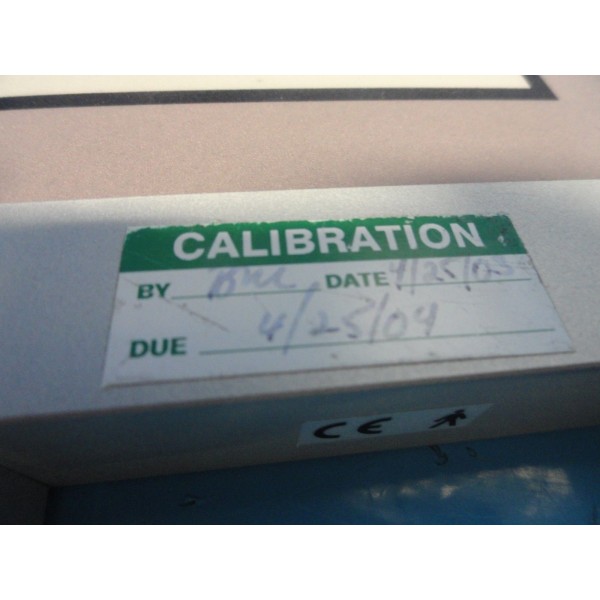 CALIBRATION
BY DATE 4/25/03
DUE 4/25/04
CE